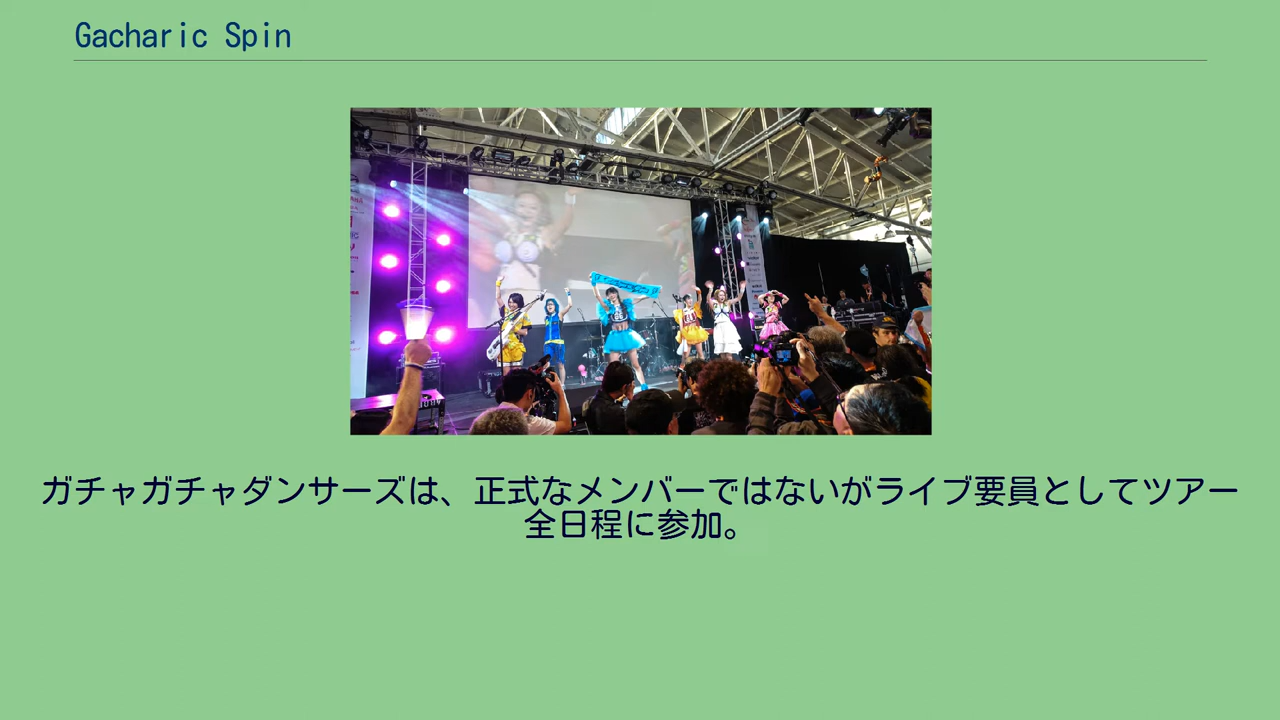 Gacharic Spin
ガチャガチャダンサーズは、正式なメンバーではないがライブ要員としてツアー
全日程に参加。